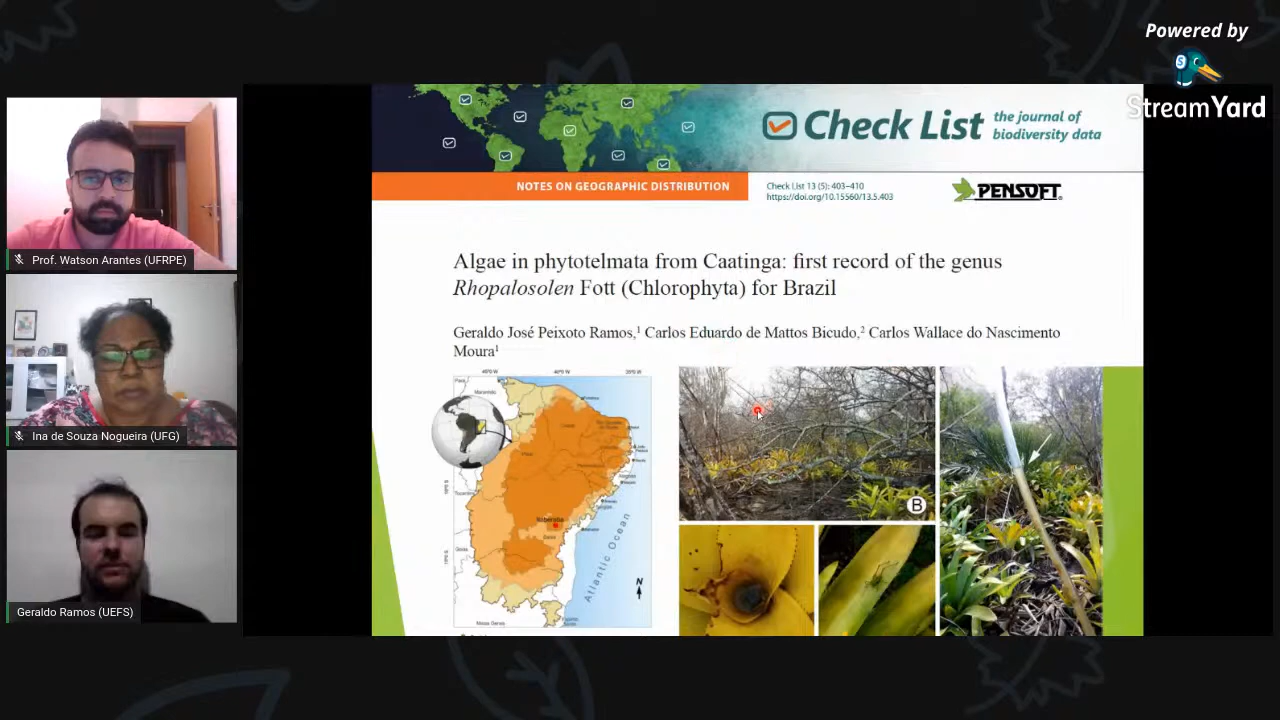 Powered by
StreamYard
Prof. Watson Arantes (UFRPE)
Ina de Souza Nogueira (UFG)
Geraldo Ramos (UEFS)
Check List
the journal of
biodiversity data
NOTES ON GEOGRAPHIC DISTRIBUTION
Check List 13 (5): 403–410
https://doi.org/10.15560/13.5.403
PENSOFT.
Algae in phytotelmata from Caatinga: first record of the genus
Rhopalosolen Fott (Chlorophyta) for Brazil
Geraldo José Peixoto Ramos,¹ Carlos Eduardo de Mattos Bicudo,² Carlos Wallace do Nascimento
Moura¹
Atlantic Ocean
N
B